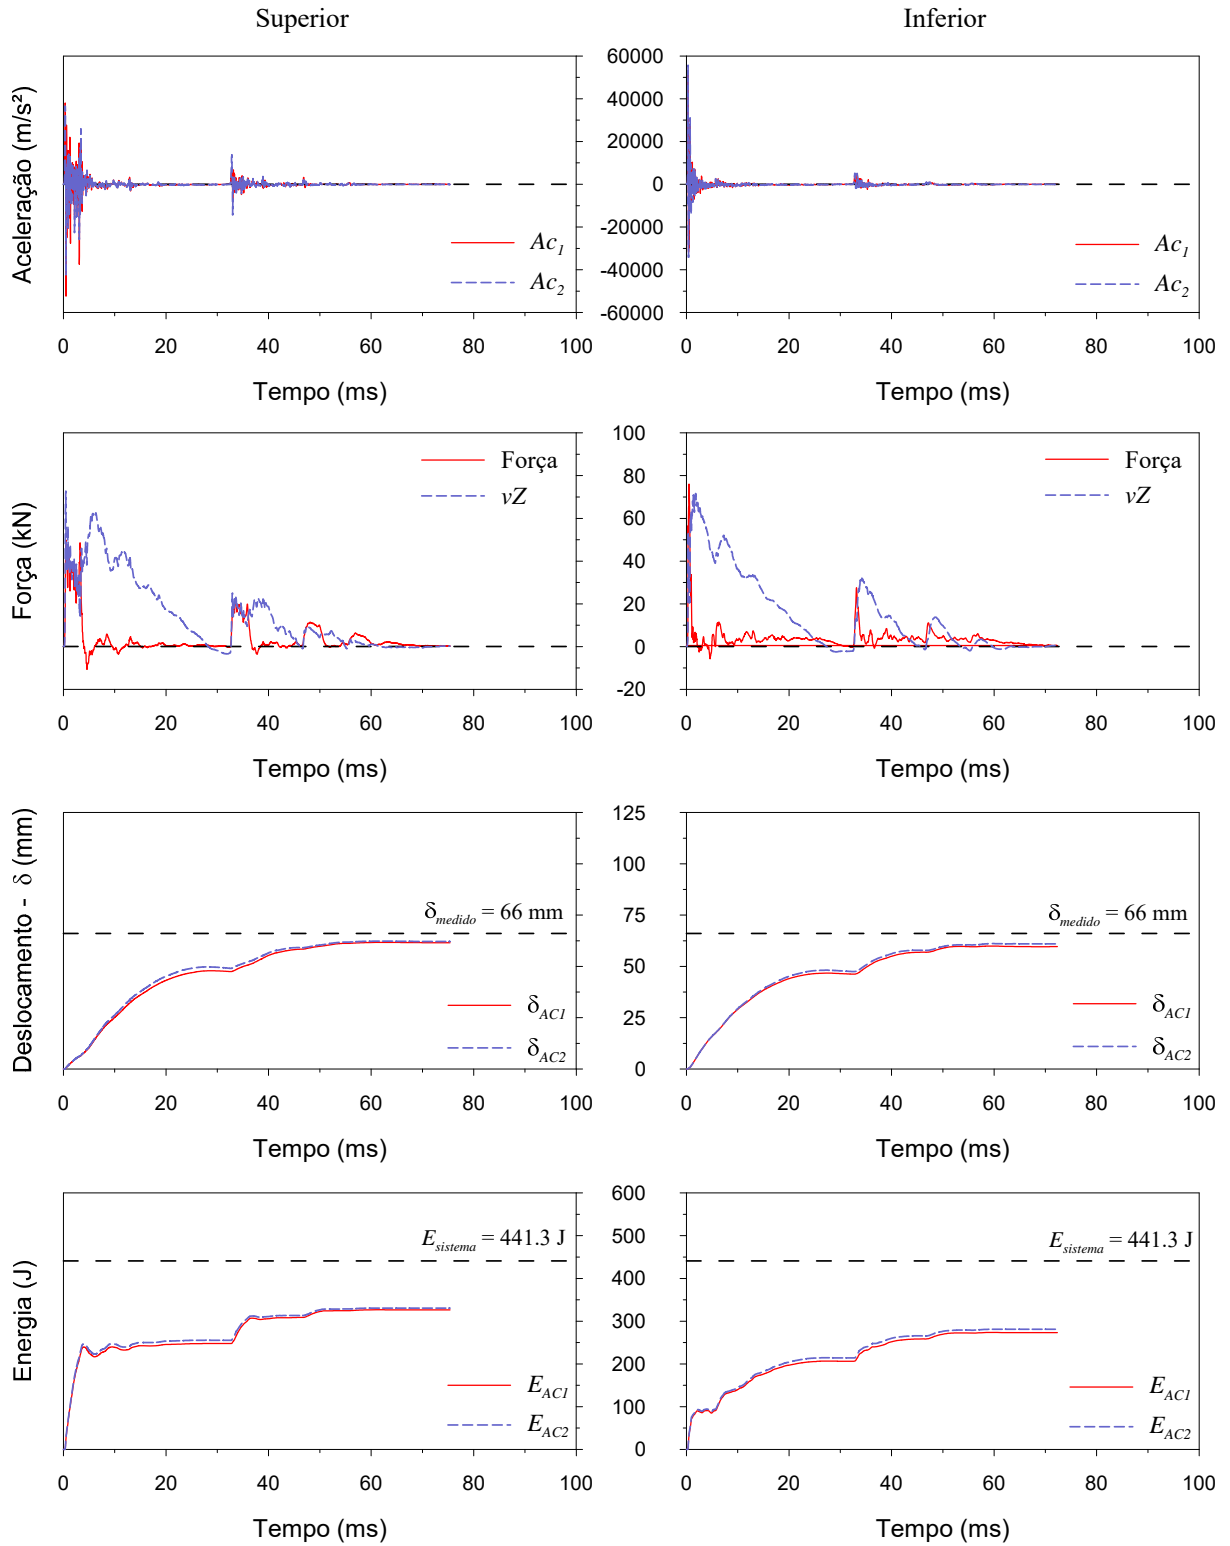 Superior Inferior
Aceleração (m/s²)
60000
40000
20000
0
-20000
-40000
-60000
Ac1 Ac1
Ac2 Ac2
0 20 40 60 80 100 0 20 40 60 80 100
Tempo (ms) Tempo (ms)
Força (kN)
100
80
60
40
20
0
-20
Força Força
vZ vZ
0 20 40 60 80 100 0 20 40 60 80 100
Tempo (ms) Tempo (ms)
Deslocamento - δ (mm)
125
100
75
50
25
0
δmedido = 66 mm δmedido = 66 mm
δAC1 δAC1
δAC2 δAC2
0 20 40 60 80 100 0 20 40 60 80 100
Tempo (ms) Tempo (ms)
Energia (J)
600
500
400
300
200
100
0
Esistema = 441.3 J Esistema = 441.3 J
EAC1 EAC1
EAC2 EAC2
0 20 40 60 80 100 0 20 40 60 80 100
Tempo (ms) Tempo (ms)